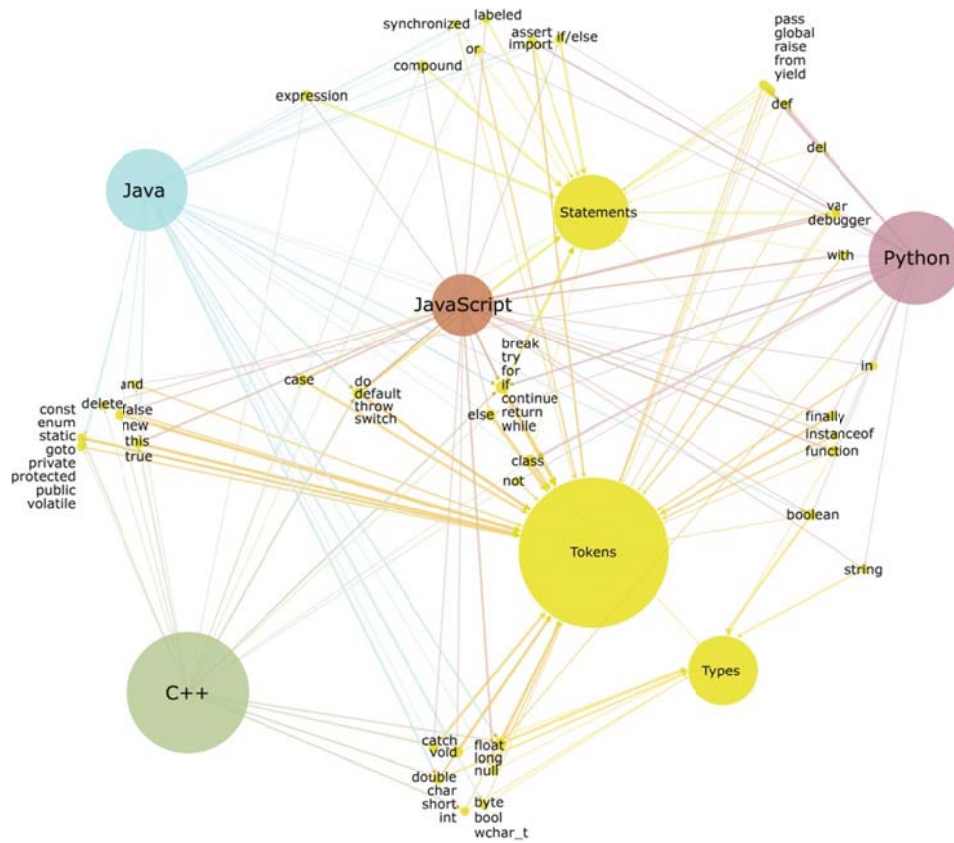 labeled
synchronized
assert
import
if/else
or
compound
expression
pass
global
raise
from
yield
def
del
Java
Statements
var
debugger
with
Python
JavaScript
break
try
for
if
continue
return
while
else
case
do
default
throw
switch
in
and
delete
false
new
this
true
const
enum
static
goto
private
protected
public
volatile
finally
instanceof
function
class
not
boolean
Tokens
string
Types
C++
catch
void
float
long
null
double
char
short
int
byte
bool
wchar_t